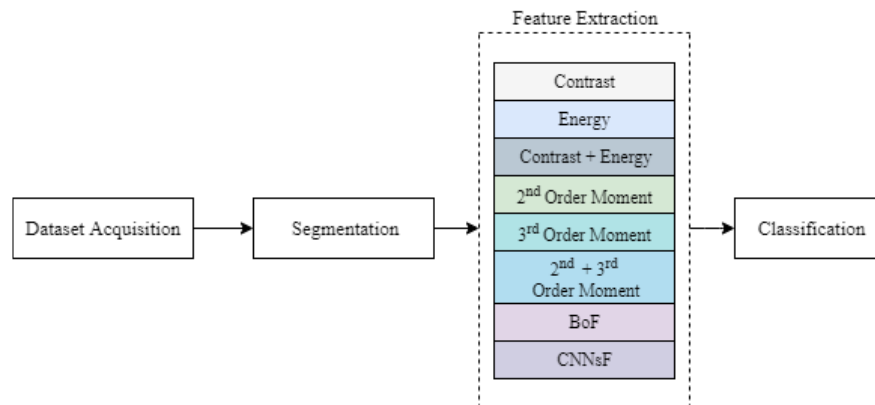 Feature Extraction
Contrast
Energy
Contrast + Energy
2nd Order Moment
3rd Order Moment
2nd + 3rd
Order Moment
BoF
CNNsF
Dataset Acquisition
Segmentation
Classification